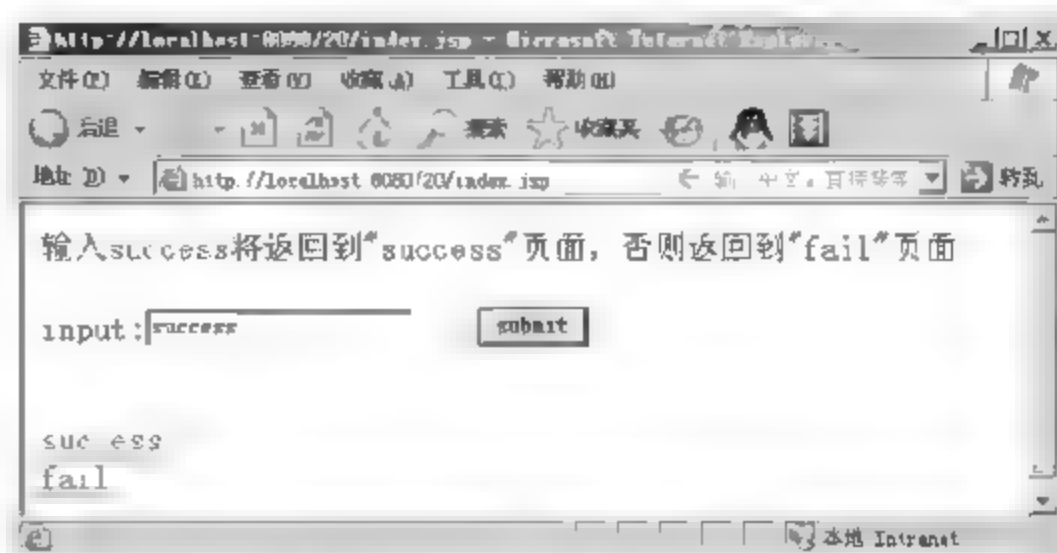 http://localhost:8080/20/index.jsp - Microsoft Internet Explorer
文件(F) 编辑(E) 查看(V) 收藏(A) 工具(T) 帮助(H)
后退 搜索 收藏夹
地址(D) http://localhost:8080/20/index.jsp 转到
输入success将返回到"success"页面，否则返回到"fail"页面
input:success submit
success
fail
本地 Intranet